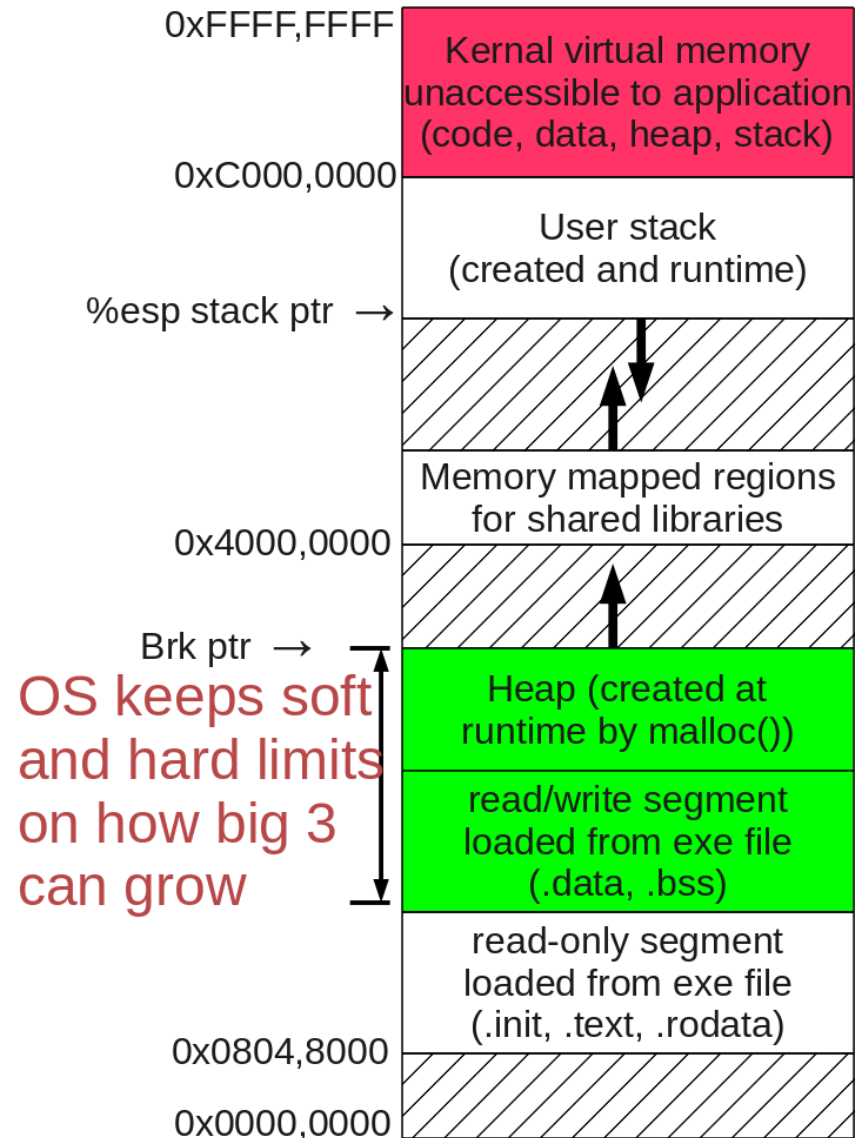 0xFFFF,FFFF
Kernal virtual memory
unaccessible to application
(code, data, heap, stack)
0xC000,0000
User stack
(created and runtime)
%esp stack ptr →
Memory mapped regions
for shared libraries
0x4000,0000
Brk ptr →
OS keeps soft
and hard limits
on how big 3
can grow
Heap (created at
runtime by malloc())
read/write segment
loaded from exe file
(.data, .bss)
read-only segment
loaded from exe file
(.init, .text, .rodata)
0x0804,8000
0x0000,0000